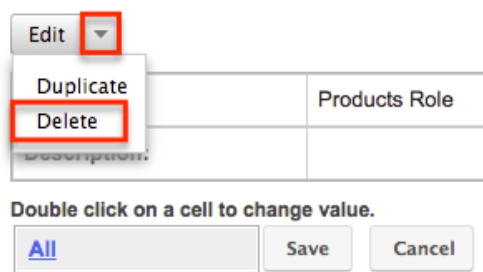 Edit
Duplicate
Products Role
Delete
Description:
Double click on a cell to change value.
All Save Cancel